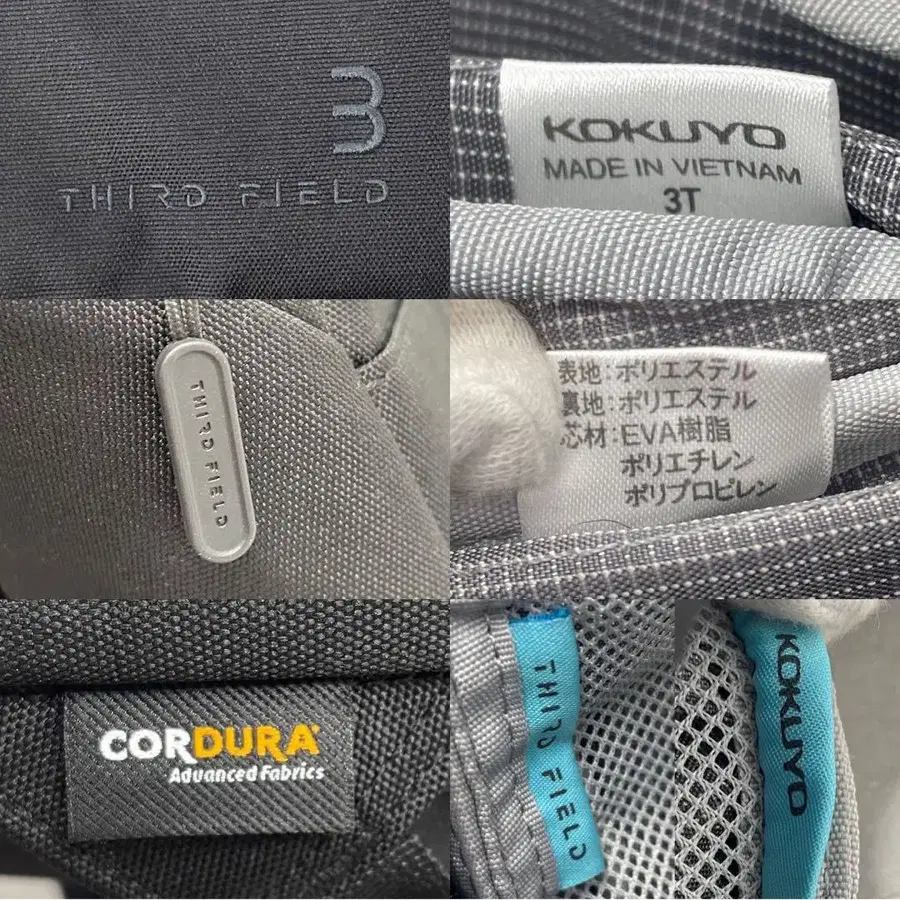 3
THIRD FIELD
KOKUYO
MADE IN VIETNAM
3T
THIRD FIELD
表地:ポリエステル
裏地:ポリエステル
芯材:EVA樹脂
ポリエチレン
ポリプロピレン
CORDURA®
Advanced Fabrics
THIRD FIELD
KOKUYO